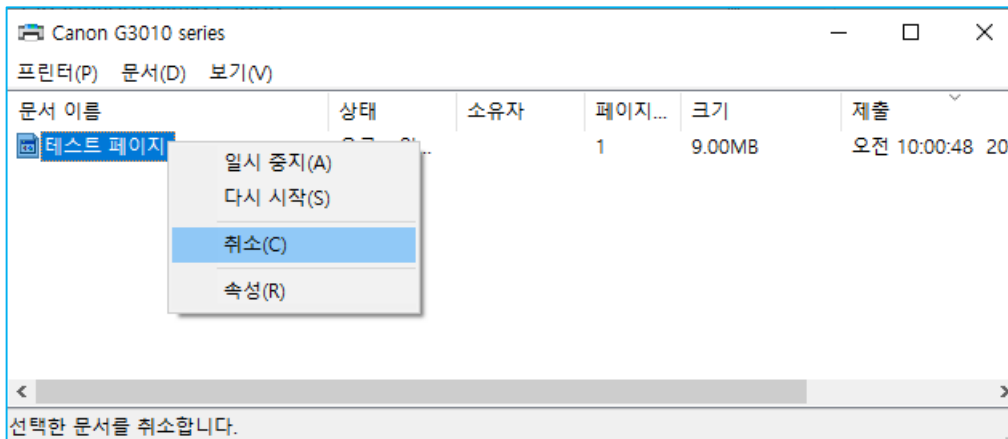 Canon G3010 series
프린터(P) 문서(D) 보기(V)
문서 이름 상태 소유자 페이지... 크기 제출
테스트 페이지 1 9.00MB 오전 10:00:48 20
일시 중지(A)
다시 시작(S)
취소(C)
속성(R)
선택한 문서를 취소합니다.